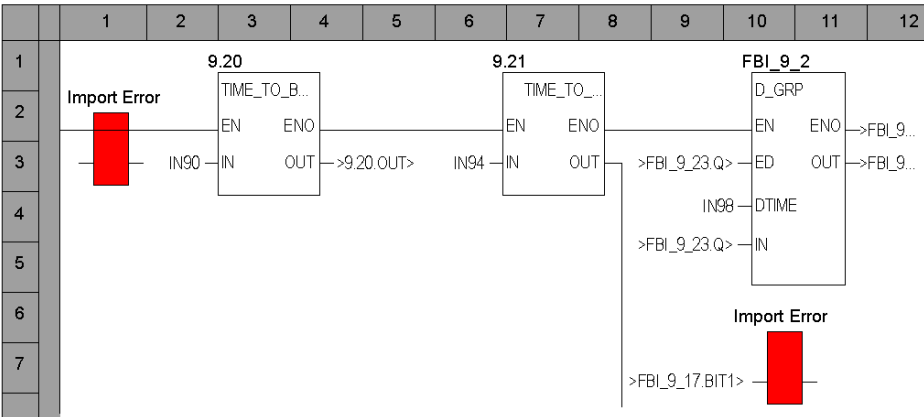 1 2 3 4 5 6 7 8 9 10 11 12
1
2
3
4
5
6
7
Import Error
9.20
TIME_TO_B...
EN ENO
IN90 IN OUT >9.20.OUT>
9.21
TIME_TO_...
EN ENO
IN94 IN OUT
FBI_9_2
D_GRP
EN ENO >FBI_9...
>FBI_9_23.Q> ED OUT >FBI_9...
IN98 DTIME
>FBI_9_23.Q> IN
Import Error
>FBI_9_17.BIT1>